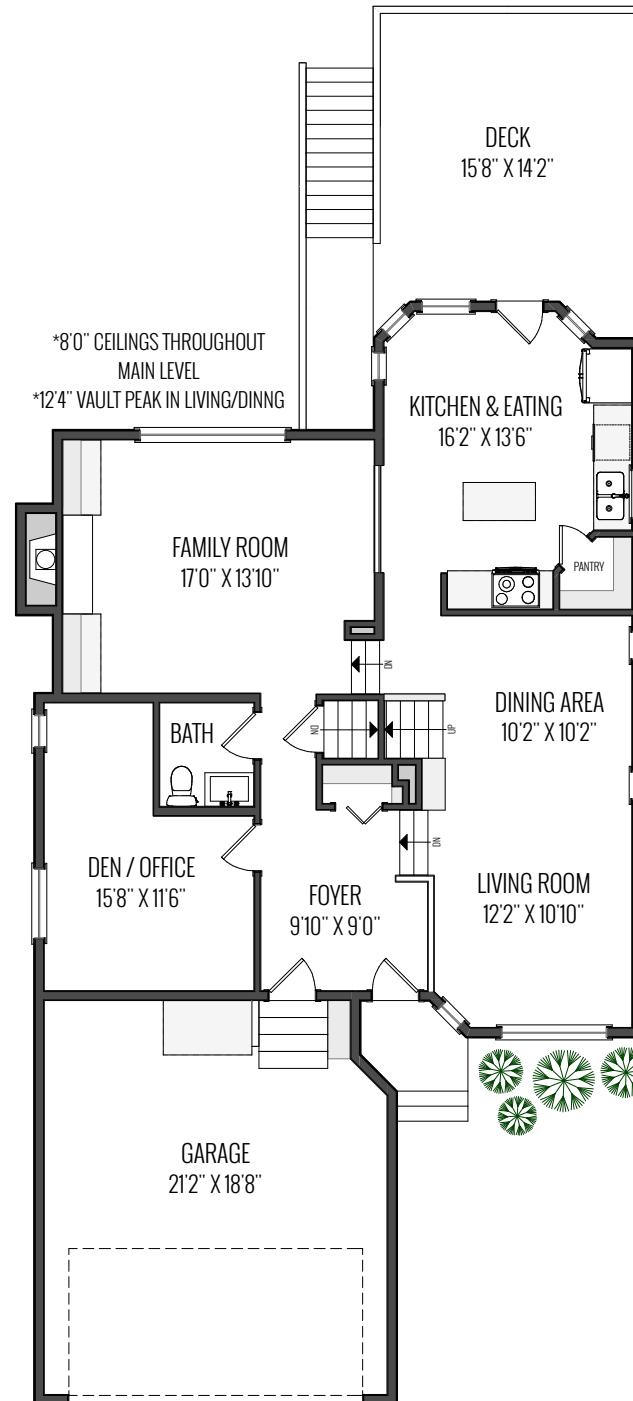 DECK
15'8" X 14'2"
*8'0" CEILINGS THROUGHOUT
MAIN LEVEL
*12'4" VAULT PEAK IN LIVING/DINNG
KITCHEN & EATING
16'2" X 13'6"
FAMILY ROOM
17'0" X 13'10"
PANTRY
DN
DINING AREA
10'2" X 10'2"
BATH
DN
UP
DN
DEN / OFFICE
15'8" X 11'6"
FOYER
9'10" X 9'0"
LIVING ROOM
12'2" X 10'10"
GARAGE
21'2" X 18'8"